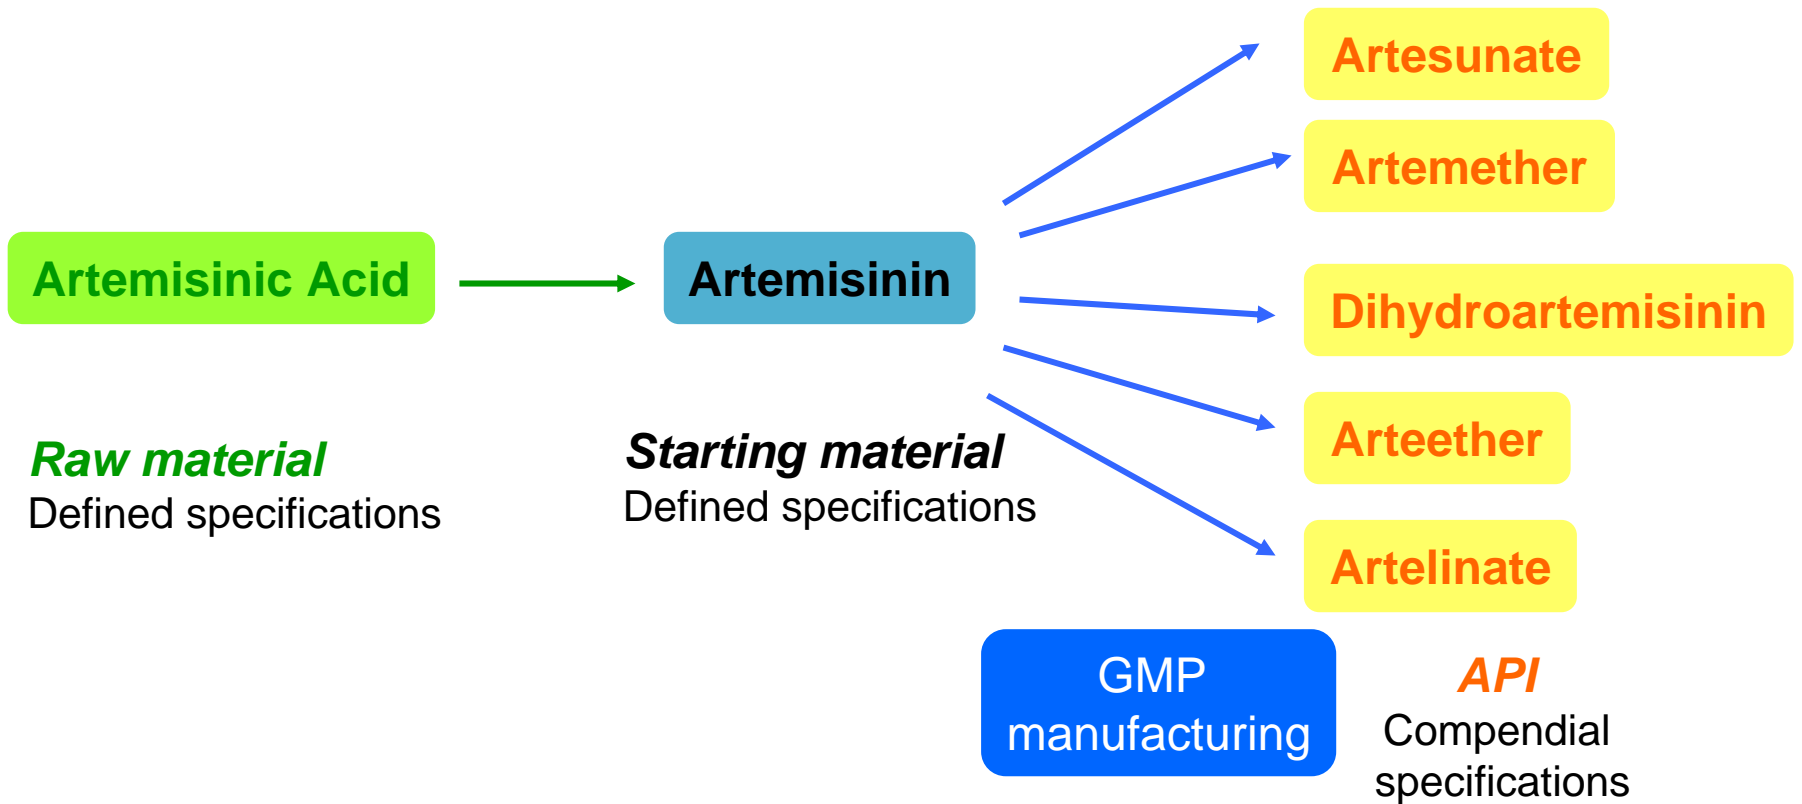 Artesunate
Artemether
Artemisinic Acid
Artemisinin
Dihydroartemisinin
Arteether
Artelinate
Raw material
Defined specifications
Starting material
Defined specifications
GMP
manufacturing
API
Compendial
specifications